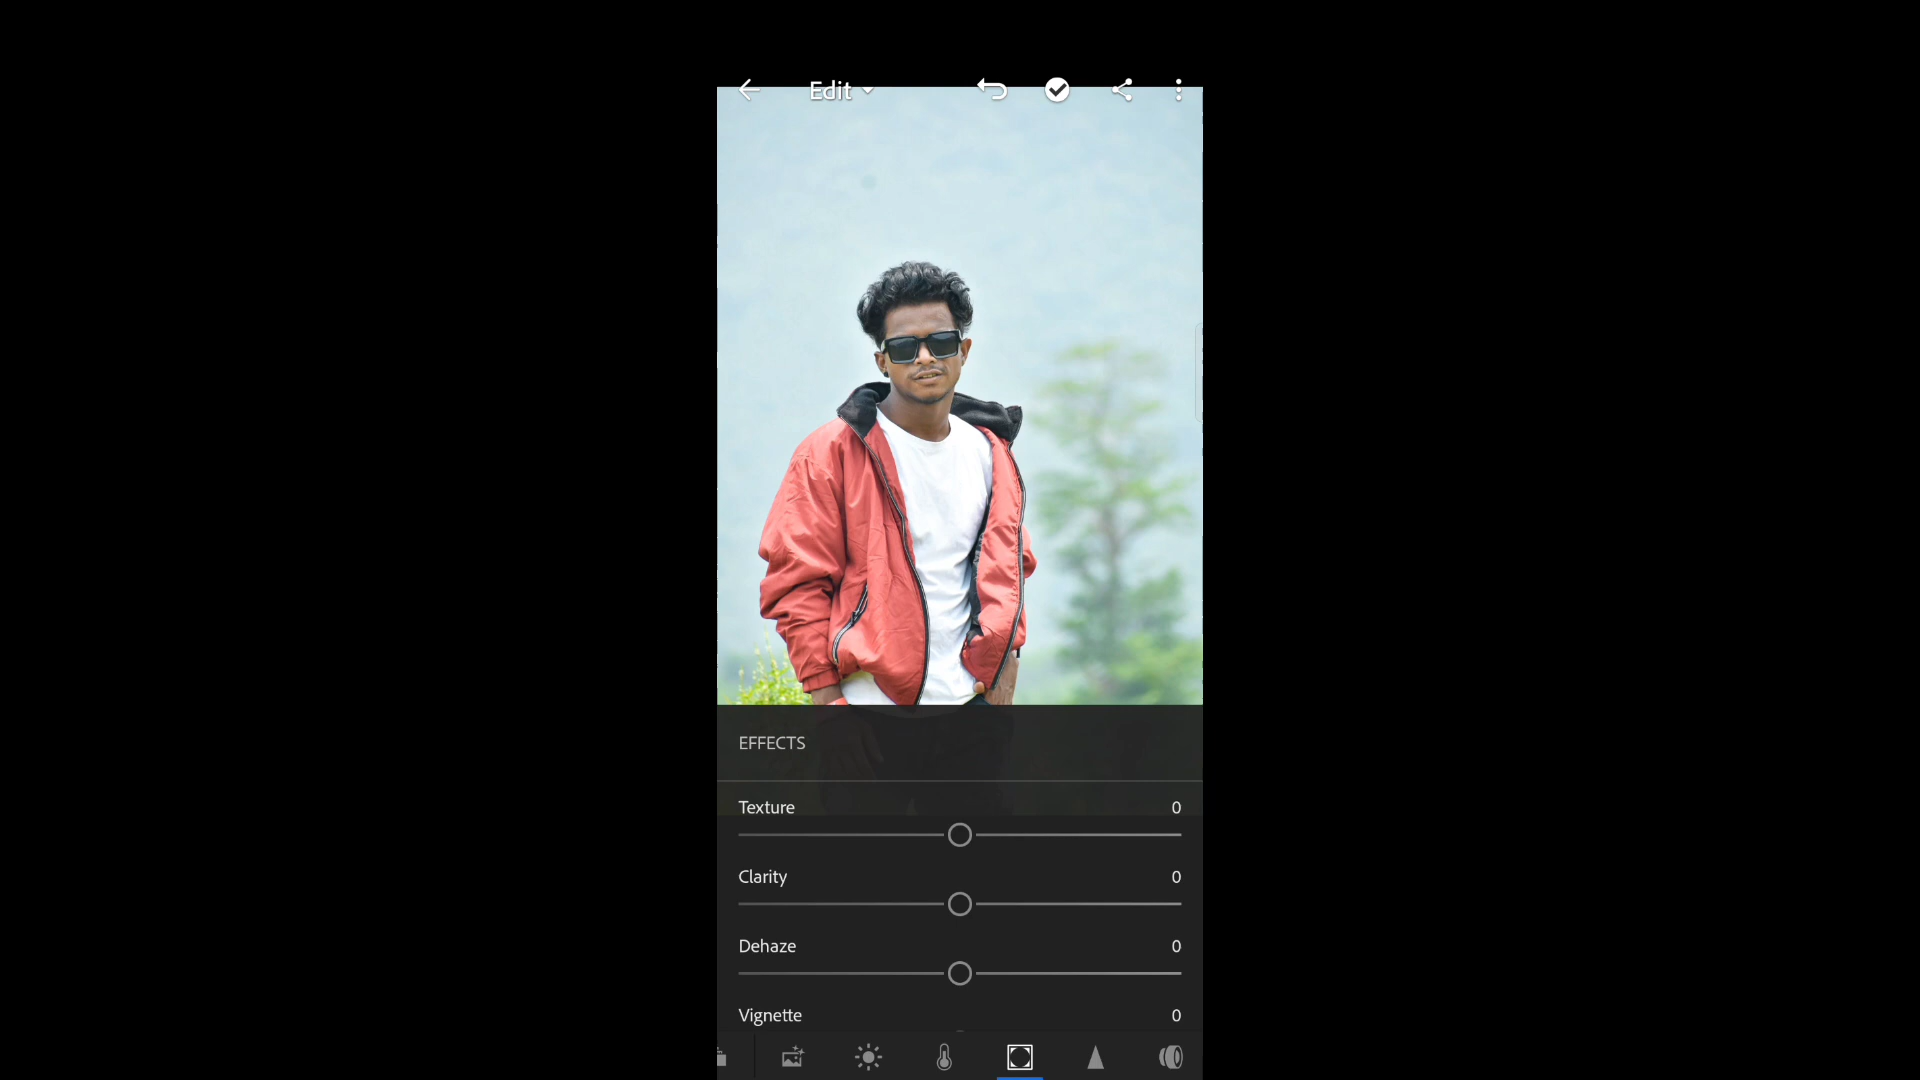 Edit
EFFECTS
Texture 0
Clarity 0
Dehaze 0
Vignette 0